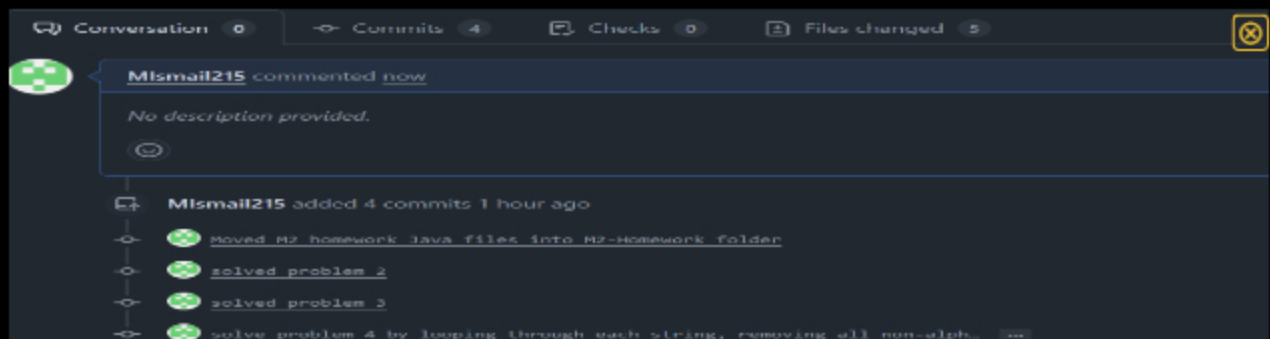 Conversation 0 Commits 4 Checks 0 Files changed 5
MIsmail215 commented now
No description provided.
MIsmail215 added 4 commits 1 hour ago
Moved M2 homework Java files into M2-Homework folder
solved problem 2
solved problem 3
solve problem 4 by looping through each string, removing all non-alph… ...